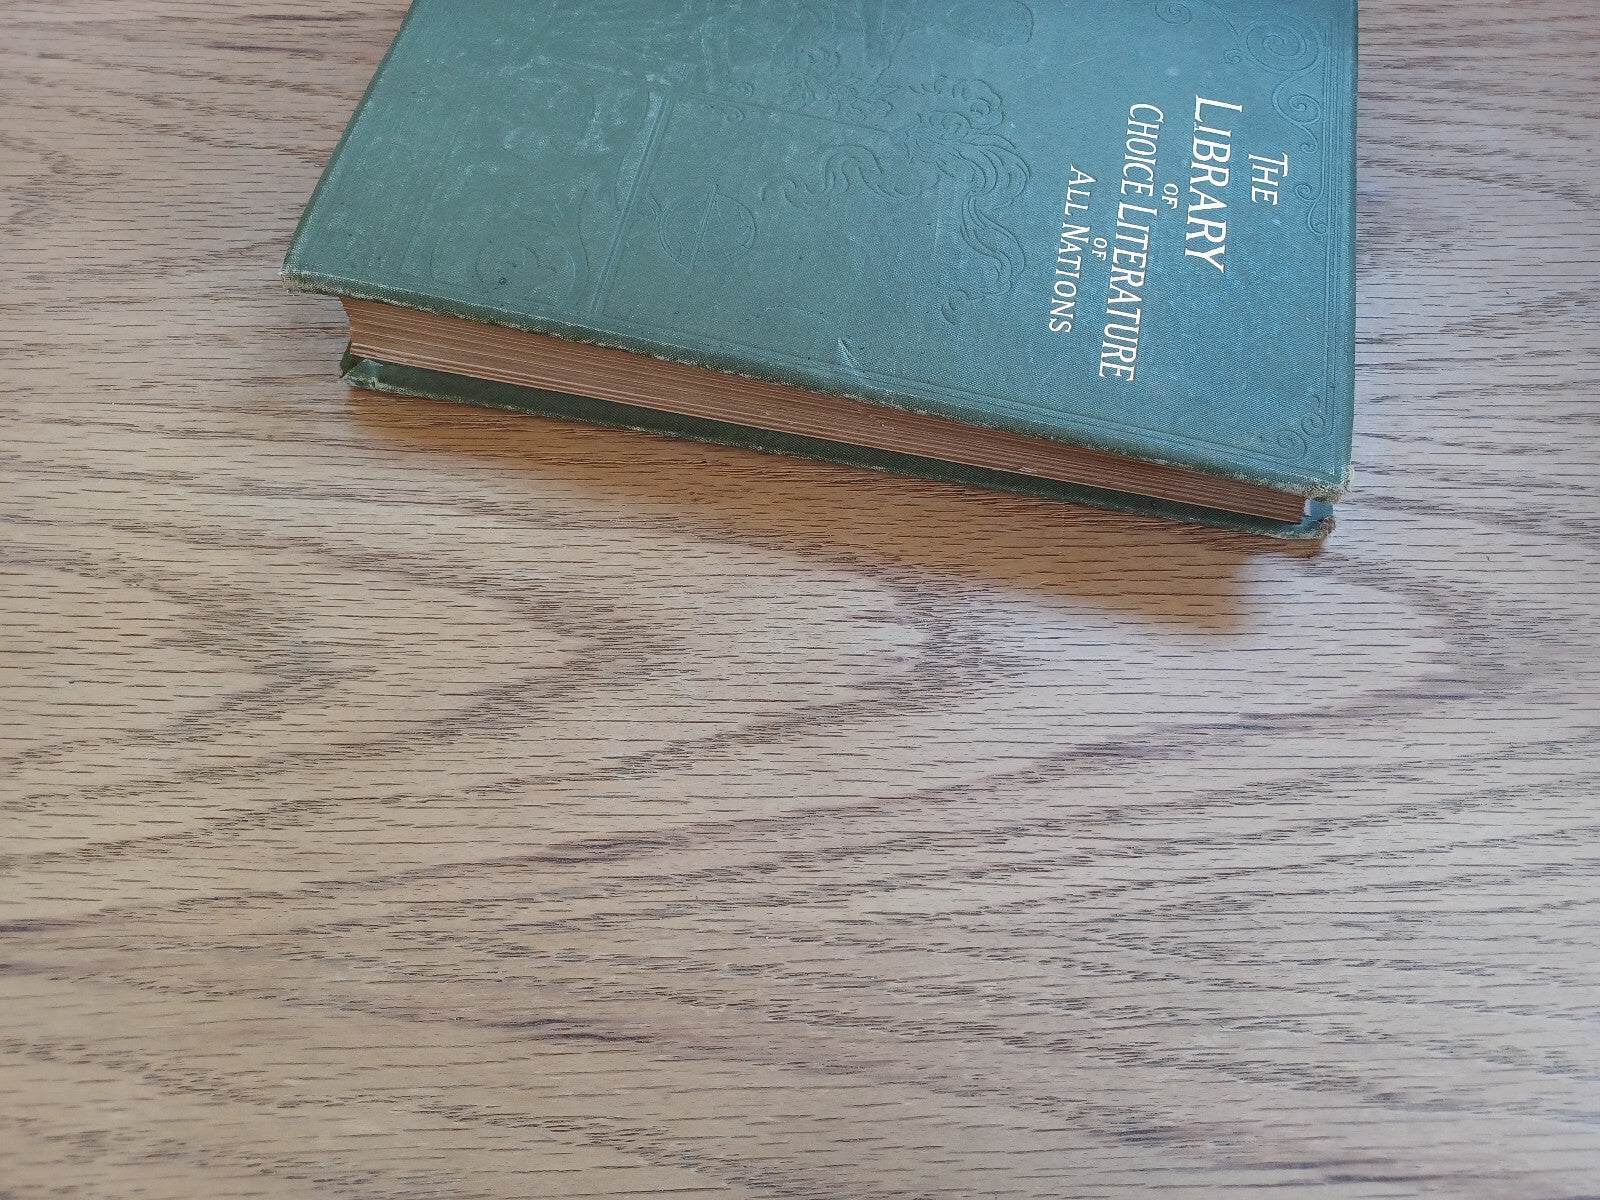 THE
LIBRARY
OF
CHOICE LITERATURE
OF
ALL NATIONS